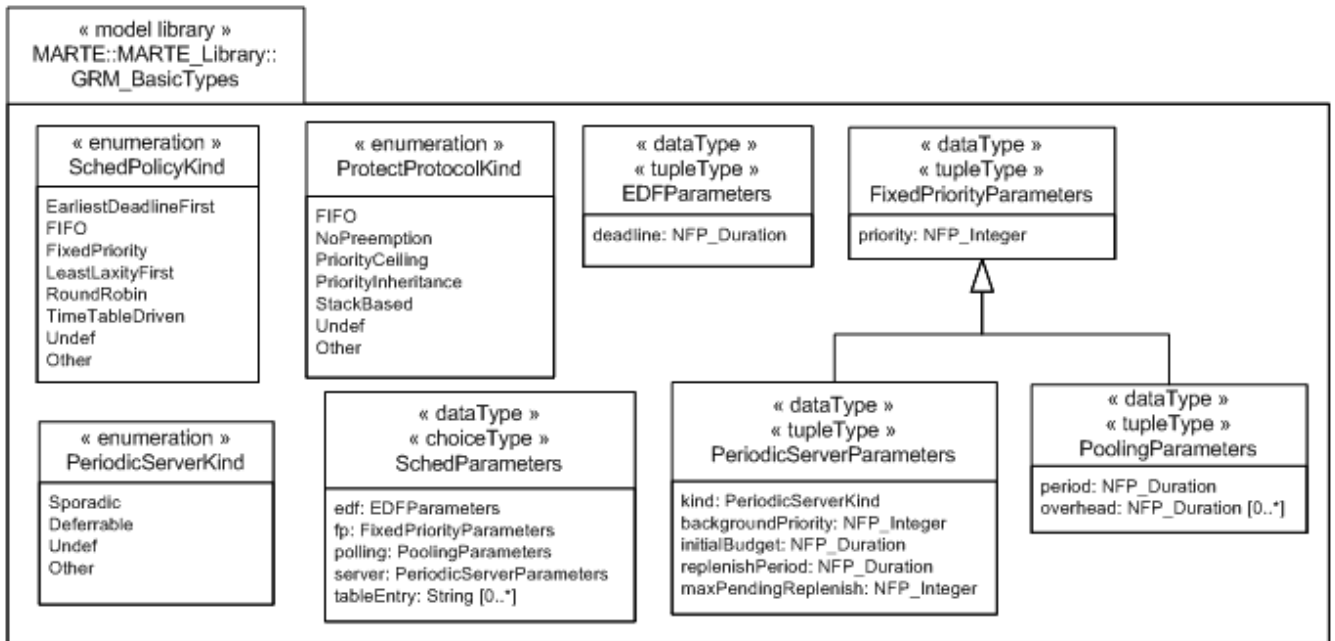 « model library »
MARTE::MARTE_Library::
GRM_BasicTypes
« enumeration »
SchedPolicyKind
EarliestDeadlineFirst
FIFO
FixedPriority
LeastLaxityFirst
RoundRobin
TimeTableDriven
Undef
Other
« enumeration »
ProtectProtocolKind
FIFO
NoPreemption
PriorityCeiling
PriorityInheritance
StackBased
Undef
Other
« dataType »
« tupleType »
EDFParameters
deadline: NFP_Duration
« dataType »
« tupleType »
FixedPriorityParameters
priority: NFP_Integer
« enumeration »
PeriodicServerKind
Sporadic
Deferrable
Undef
Other
« dataType »
« choiceType »
SchedParameters
edf: EDFParameters
fp: FixedPriorityParameters
polling: PoolingParameters
server: PeriodicServerParameters
tableEntry: String [0..*]
« dataType »
« tupleType »
PeriodicServerParameters
kind: PeriodicServerKind
backgroundPriority: NFP_Integer
initialBudget: NFP_Duration
replenishPeriod: NFP_Duration
maxPendingReplenish: NFP_Integer
« dataType »
« tupleType »
PoolingParameters
period: NFP_Duration
overhead: NFP_Duration [0..*]